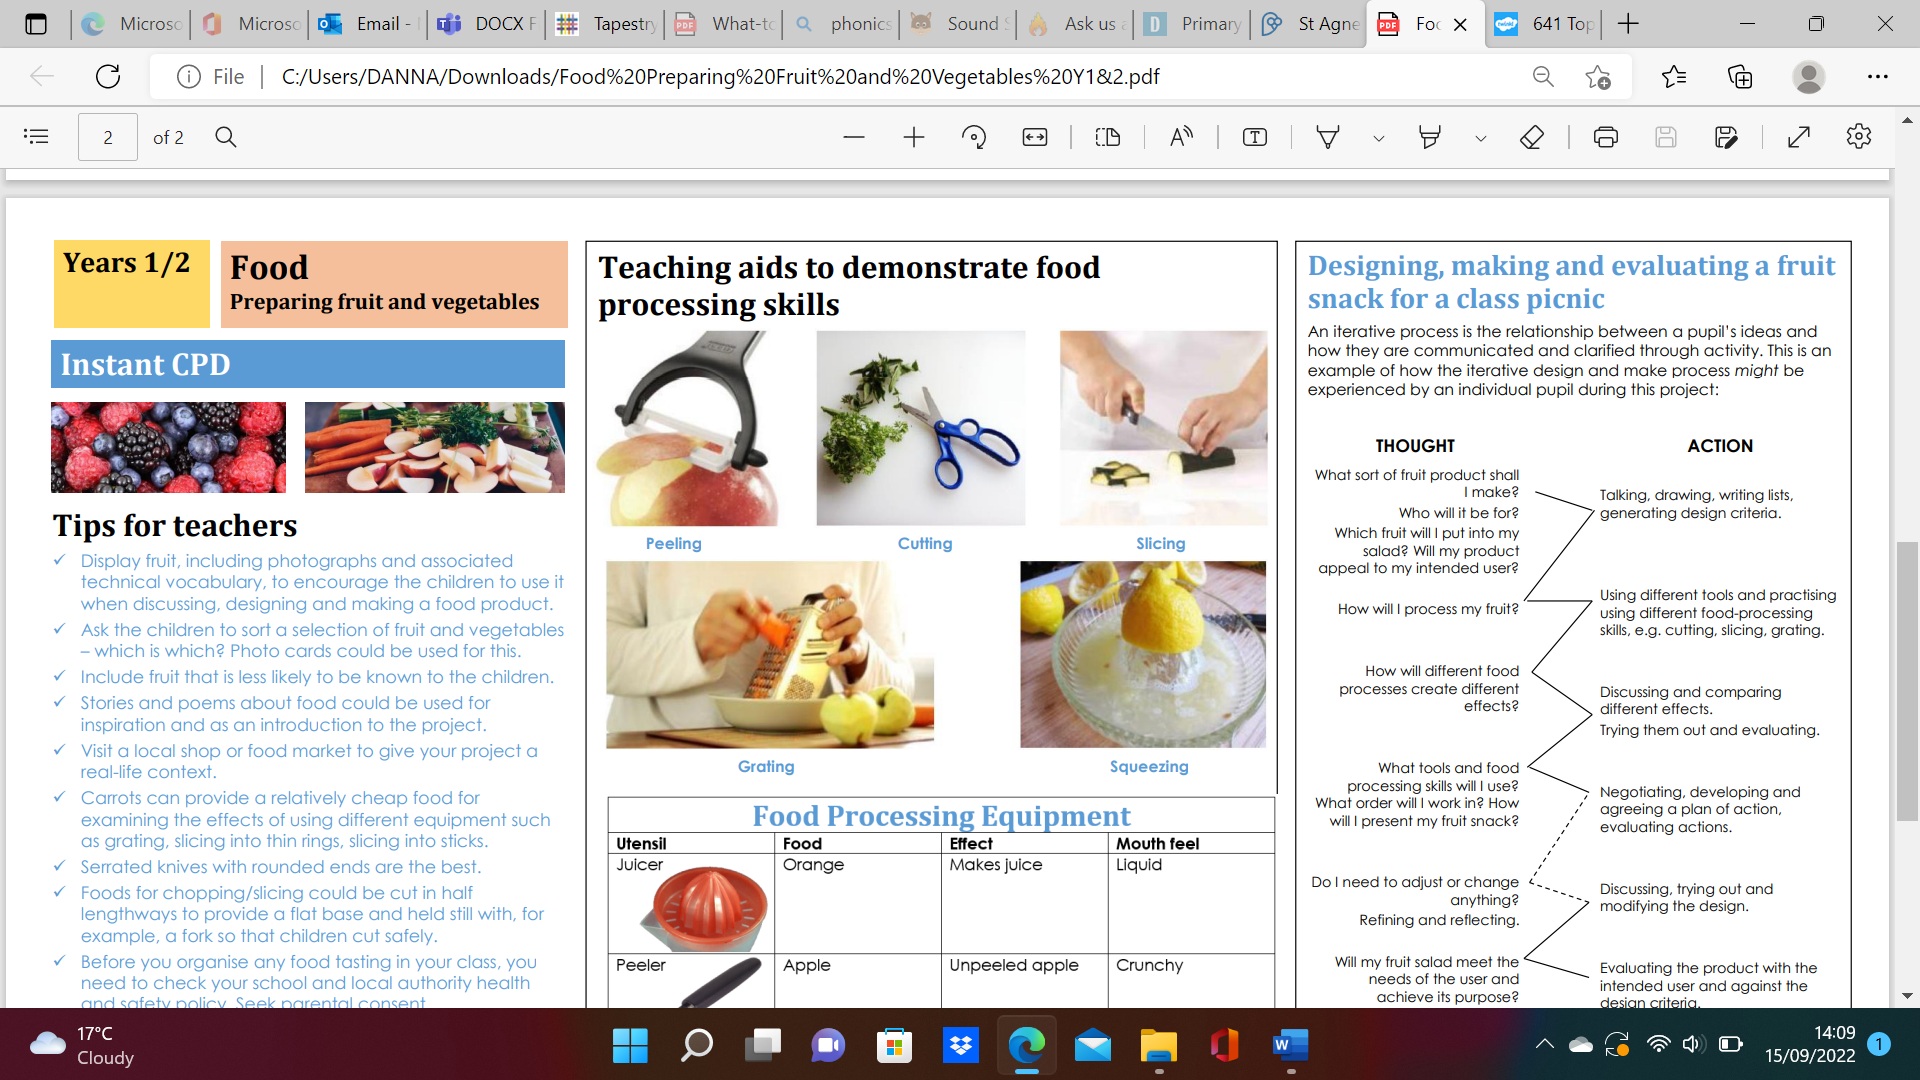 Microso
Microso
Email -
DOCX F
Tapestry
What-to
phonics
Sound S
Ask us a
Primary
St Agne
Foo
641 Top
File
C:/Users/DANNA/Downloads/Food%20Preparing%20Fruit%20and%20Vegetables%20Y1&2.pdf
2
of 2
Years 1/2
Food
Preparing fruit and vegetables
Instant CPD
Tips for teachers
✓ Display fruit, including photographs and associated
technical vocabulary, to encourage the children to use it
when discussing, designing and making a food product.
✓ Ask the children to sort a selection of fruit and vegetables
– which is which? Photo cards could be used for this.
✓ Include fruit that is less likely to be known to the children.
✓ Stories and poems about food could be used for
inspiration and as an introduction to the project.
✓ Visit a local shop or food market to give your project a
real-life context.
✓ Carrots can provide a relatively cheap food for
examining the effects of using different equipment such
as grating, slicing into thin rings, slicing into sticks.
✓ Serrated knives with rounded ends are the best.
✓ Foods for chopping/slicing could be cut in half
lengthways to provide a flat base and held still with, for
example, a fork so that children cut safely.
✓ Before you organise any food tasting in your class, you
need to check your school and local authority health
and safety policy. Seek parental consent
Teaching aids to demonstrate food
processing skills
Peeling
Cutting
Slicing
Grating
Squeezing
Food Processing Equipment
Utensil Food Effect Mouth feel
Juicer Orange Makes juice Liquid
Peeler Apple Unpeeled apple Crunchy
Designing, making and evaluating a fruit
snack for a class picnic
An iterative process is the relationship between a pupil's ideas and
how they are communicated and clarified through activity. This is an
example of how the iterative design and make process might be
experienced by an individual pupil during this project:
THOUGHT
What sort of fruit product shall
I make?
Who will it be for?
Which fruit will I put into my
salad? Will my product
appeal to my intended user?
How will I process my fruit?
How will different food
processes create different
effects?
What tools and food
processing skills will I use?
What order will I work in? How
will I present my fruit snack?
Do I need to adjust or change
anything?
Refining and reflecting.
Will my fruit salad meet the
needs of the user and
achieve its purpose?
ACTION
Talking, drawing, writing lists,
generating design criteria.
Using different tools and practising
using different food-processing
skills, e.g. cutting, slicing, grating.
Discussing and comparing
different effects.
Trying them out and evaluating.
Negotiating, developing and
agreeing a plan of action,
evaluating actions.
Discussing, trying out and
modifying the design.
Evaluating the product with the
intended user and against the
design criteria.
17°C
Cloudy
14:09
15/09/2022
1